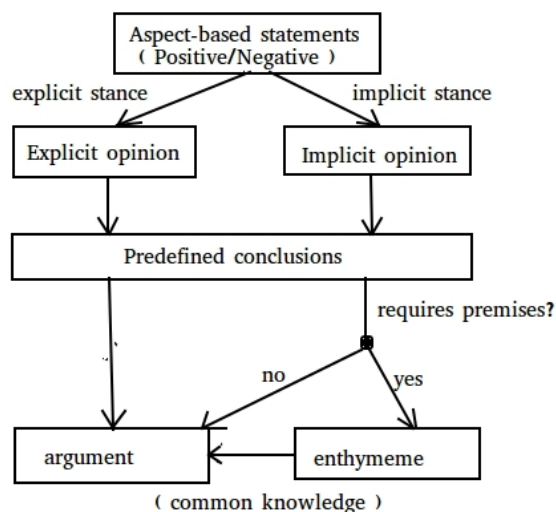 Aspect-based statements
( Positive/Negative )
explicit stance
implicit stance
Explicit opinion
Implicit opinion
Predefined conclusions
requires premises?
no
yes
argument
enthymeme
( common knowledge )